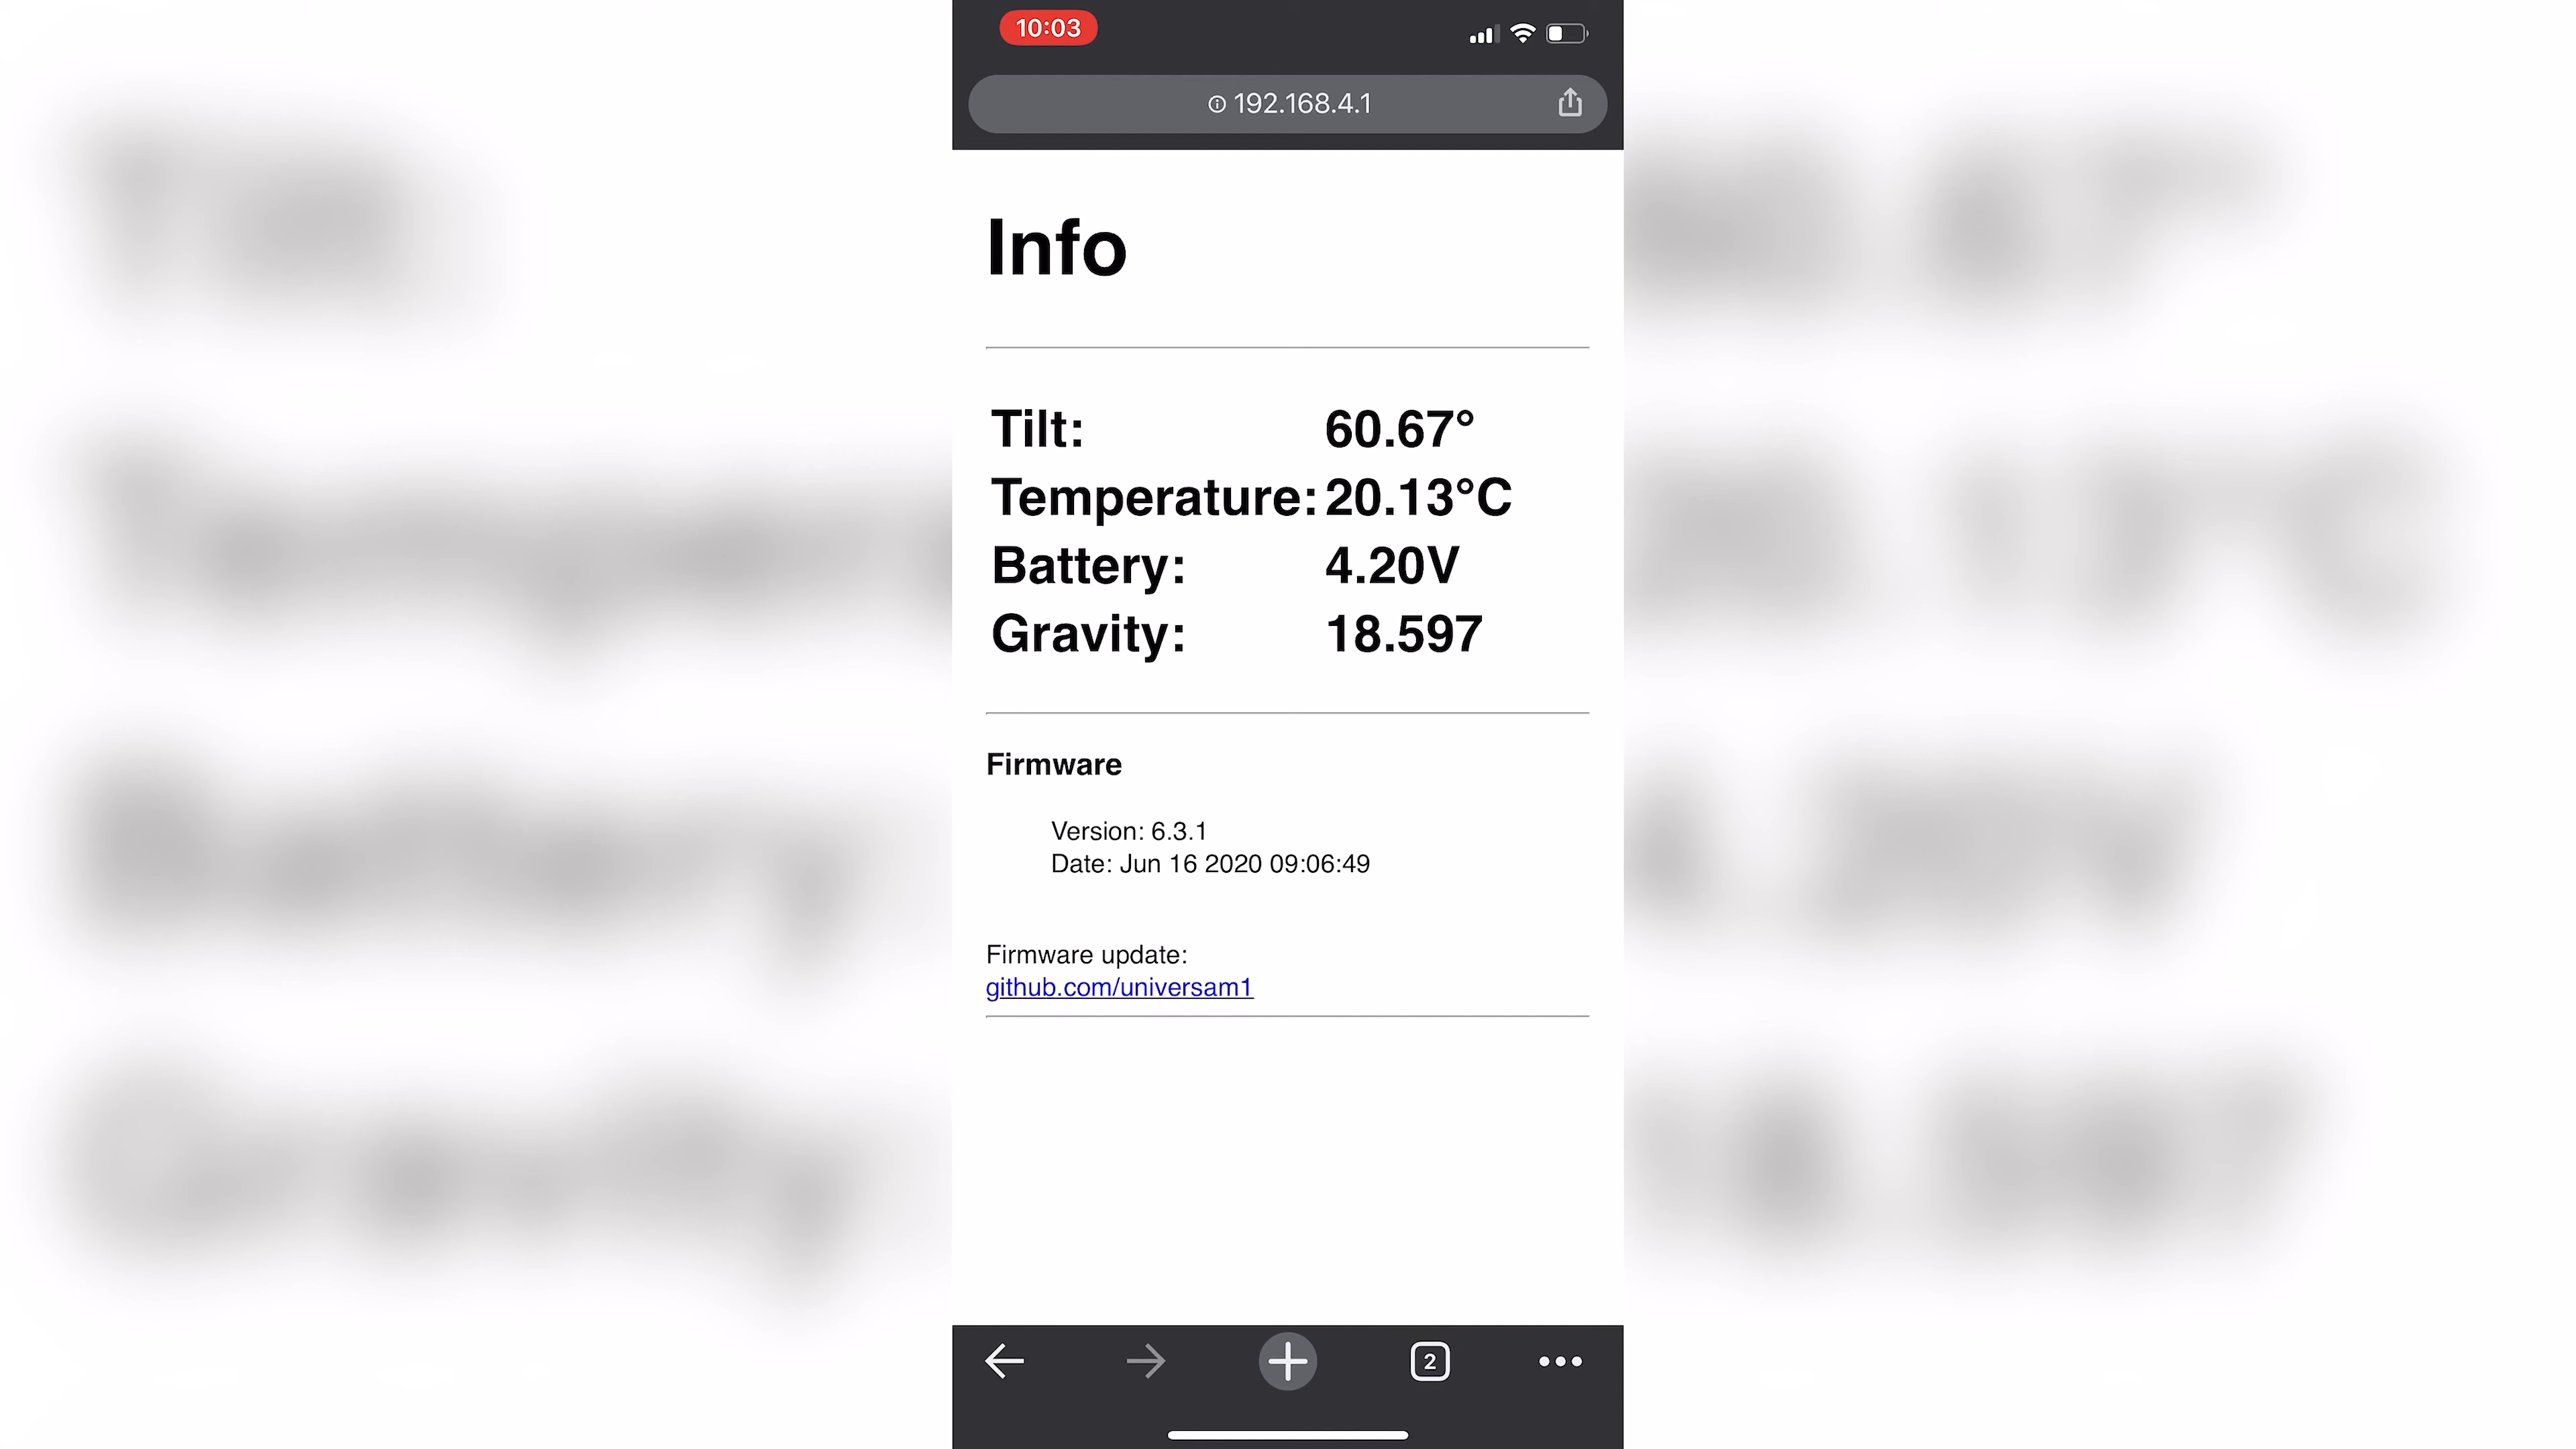 10:03
192.168.4.1
Info
Tilt: 60.67°
Temperature: 20.13°C
Battery: 4.20V
Gravity: 18.597
Firmware
Version: 6.3.1
Date: Jun 16 2020 09:06:49
Firmware update:
github.com/universam1
2